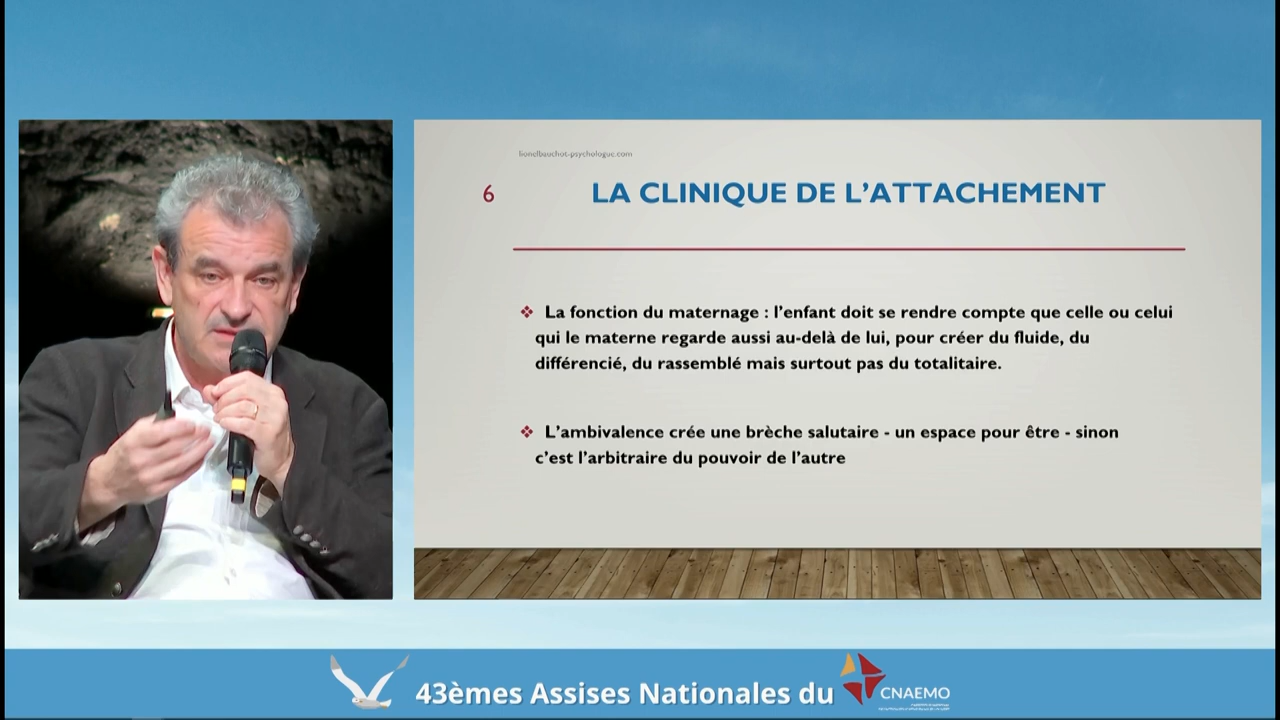 lionelbauchot-psychologue.com
6
LA CLINIQUE DE L’ATTACHEMENT
❖ La fonction du maternage : l’enfant doit se rendre compte que celle ou celui
qui le materne regarde aussi au-delà de lui, pour créer du fluide, du
différencié, du rassemblé mais surtout pas du totalitaire.
❖ L’ambivalence crée une brèche salutaire - un espace pour être - sinon
c’est l’arbitraire du pouvoir de l’autre
43èmes Assises Nationales du
CNAEMO